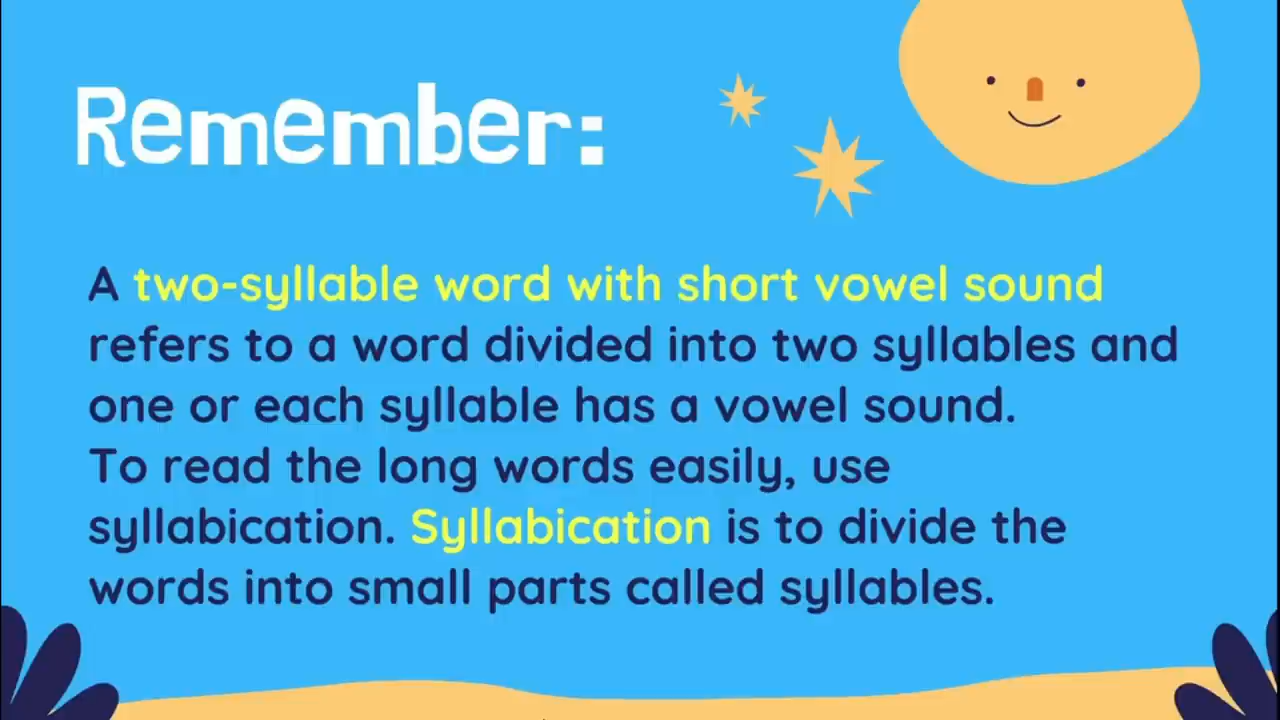 Remember:
A two-syllable word with short vowel sound
refers to a word divided into two syllables and
one or each syllable has a vowel sound.
To read the long words easily, use
syllabication. Syllabication is to divide the
words into small parts called syllables.